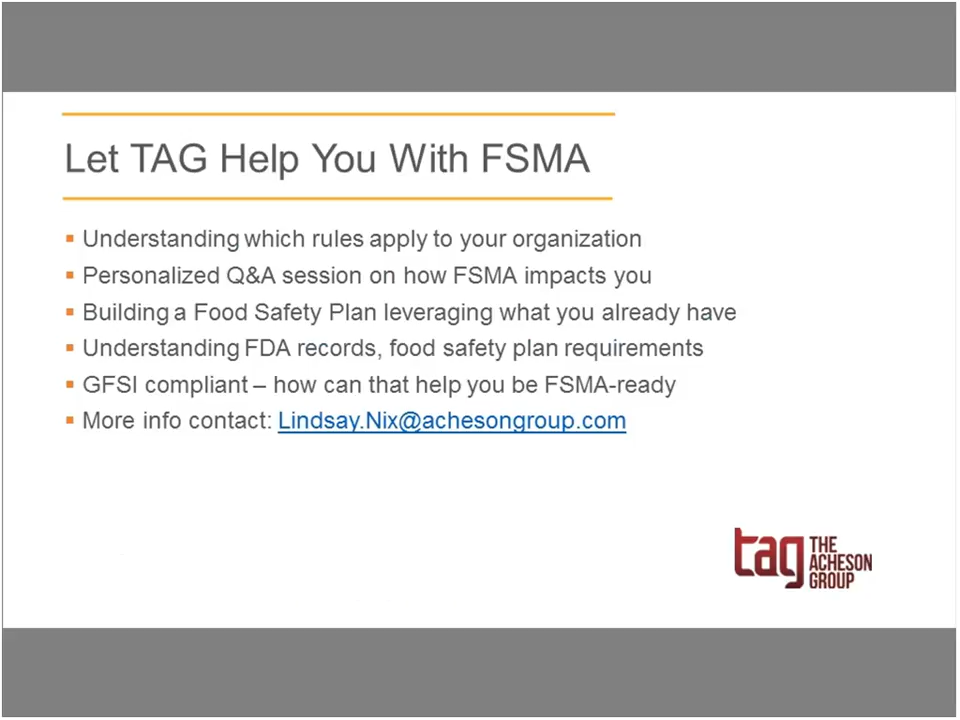 Let TAG Help You With FSMA
Understanding which rules apply to your organization
Personalized Q&A session on how FSMA impacts you
Building a Food Safety Plan leveraging what you already have
Understanding FDA records, food safety plan requirements
GFSI compliant – how can that help you be FSMA-ready
More info contact: Lindsay.Nix@achesongroup.com
tag THE
ACHESON
GROUP